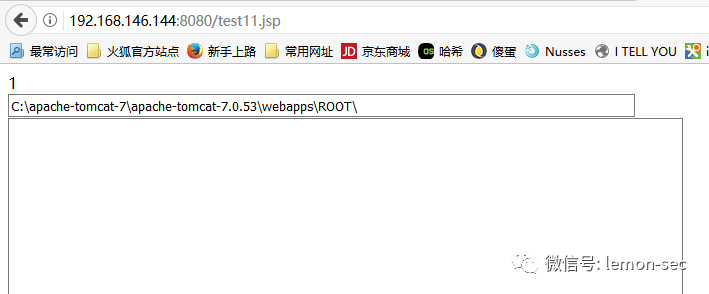 192.168.146.144:8080/test11.jsp
最常访问 火狐官方站点 新手上路 常用网址 JD 京东商城 OS 哈希 傻蛋 Nusses I TELL YOU i
1
C:\apache-tomcat-7\apache-tomcat-7.0.53\webapps\ROOT\
微信号: lemon-sec